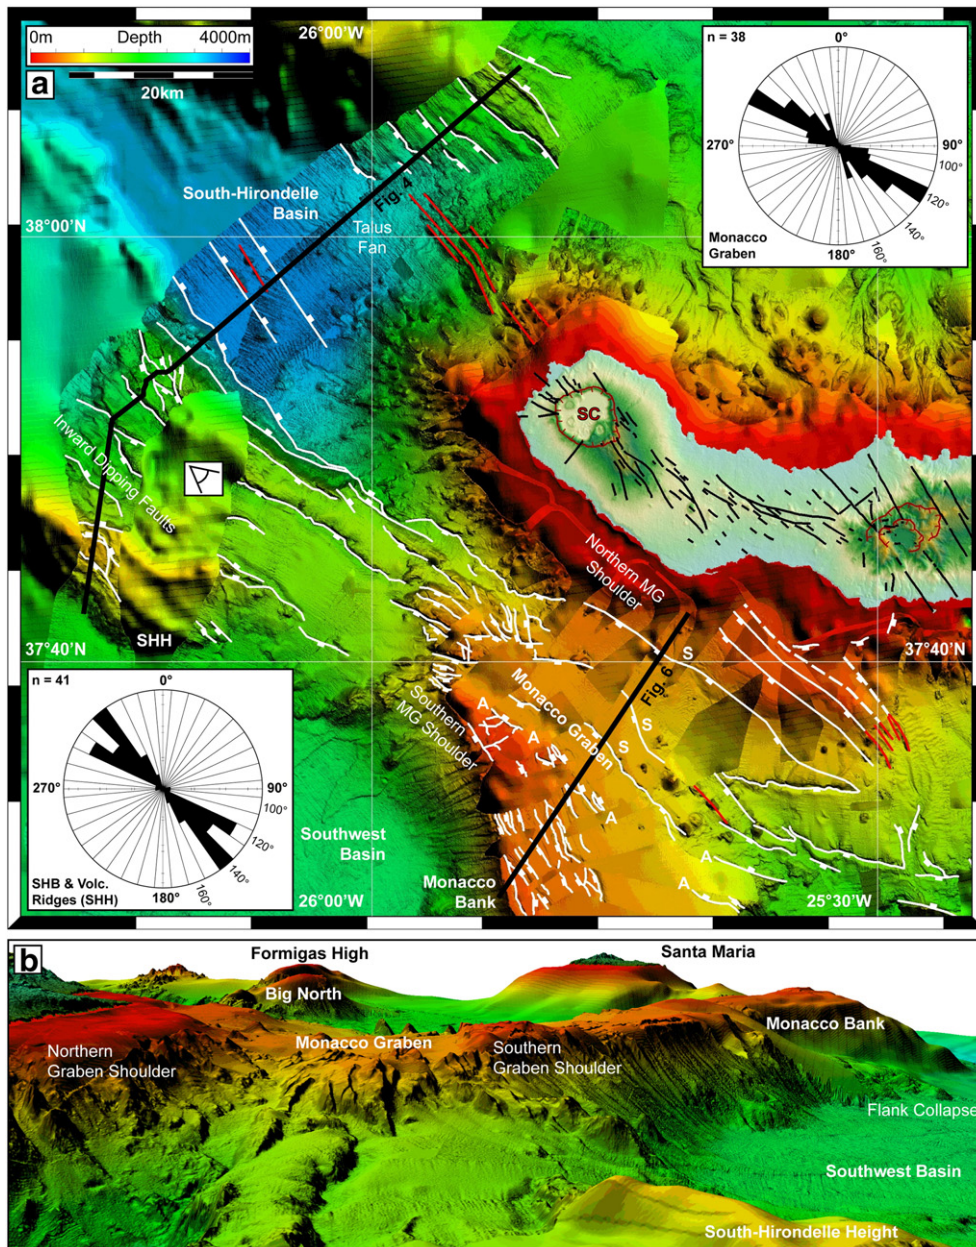 0m Depth 4000m
20km
a
26°00'W
n = 38
0°
270°
90°
100°
120°
140°
160°
180°
Monacco
Graben
South-Hirondelle
Basin
Fig. 4
Talus
Fan
38°00'N
SC
Inward Dipping Faults
SHH
Northern MG
Shoulder
37°40'N
37°40'N
S
Fig. 6
S
S
Monacco Graben
Southern
MG Shoulder
A
A
A
A
A
n = 41
0°
270°
90°
100°
120°
140°
160°
180°
SHB & Volc.
Ridges (SHH)
Southwest
Basin
Monacco
Bank
26°00'W
25°30'W
b
Formigas High
Santa Maria
Big North
Monacco Bank
Monacco Graben
Northern
Graben Shoulder
Southern
Graben Shoulder
Flank Collapse
Southwest Basin
South-Hirondelle Height